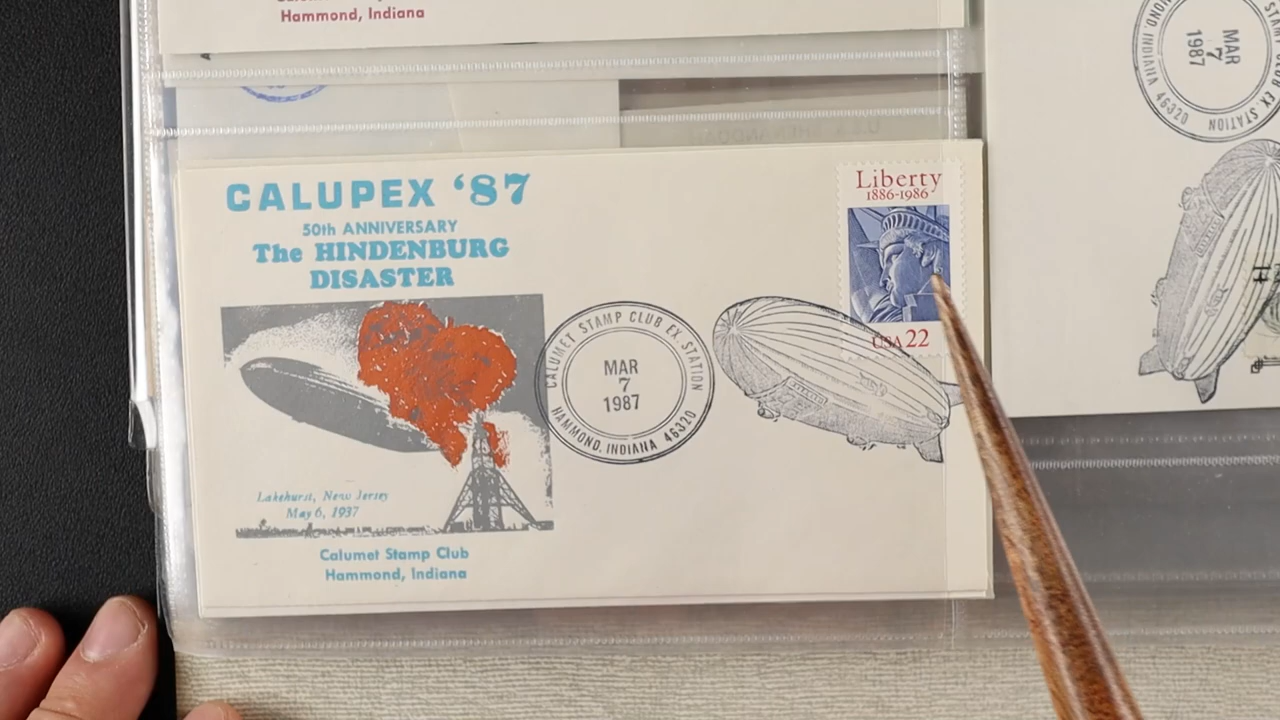 Hammond, Indiana
CALUPEX ‘87
50th ANNIVERSARY
The HINDENBURG
DISASTER
Lakehurst, New Jersey
May 6, 1937
Calumet Stamp Club
Hammond, Indiana
CALUMET STAMP CLUB EX STATION
MAR
7
1987
HAMMOND, INDIANA 46320
Liberty
1886-1986
USA 22
MAR
7
1987
EX STATION
INDIANA 46320